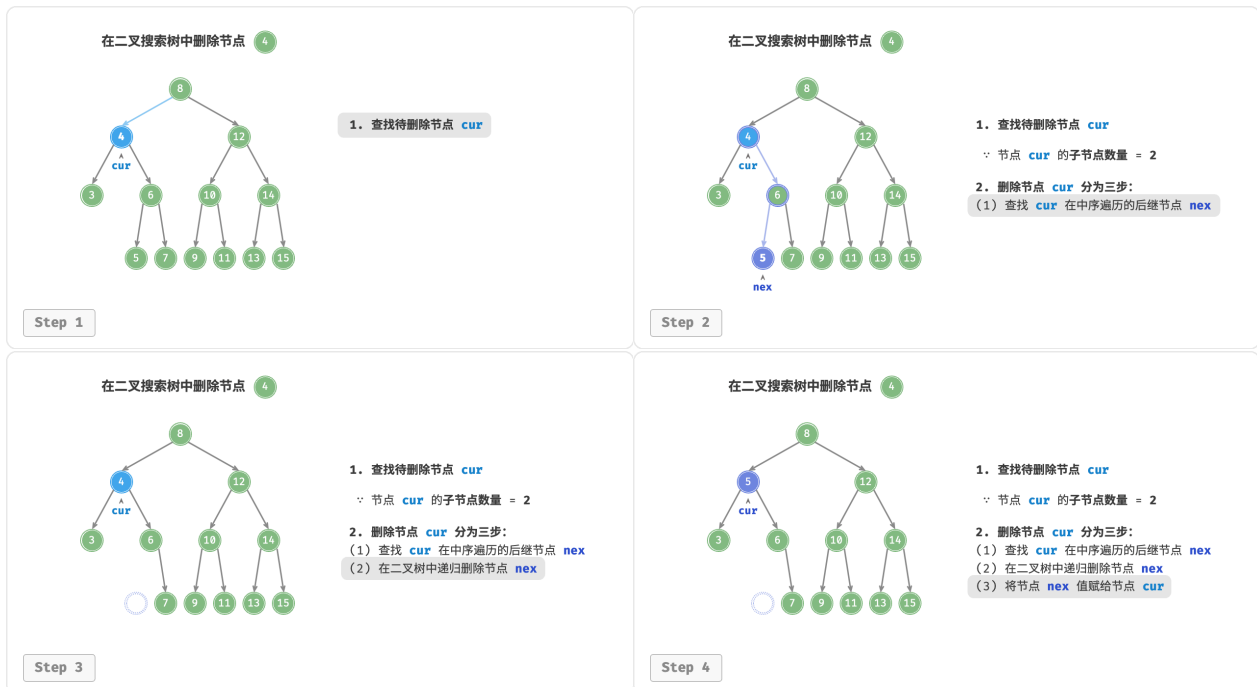 在二叉搜索树中删除节点 4
8
4 12
cur
3 6 10 14
5 7 9 11 13 15
1. 查找待删除节点 cur
Step 1
在二叉搜索树中删除节点 4
8
4 12
cur
3 6 10 14
5 7 9 11 13 15
nex
1. 查找待删除节点 cur
∵ 节点 cur 的子节点数量 = 2
2. 删除节点 cur 分为三步:
(1) 查找 cur 在中序遍历的后继节点 nex
Step 2
在二叉搜索树中删除节点 4
8
4 12
cur
3 6 10 14
7 9 11 13 15
1. 查找待删除节点 cur
∵ 节点 cur 的子节点数量 = 2
2. 删除节点 cur 分为三步:
(1) 查找 cur 在中序遍历的后继节点 nex
(2) 在二叉树中递归删除节点 nex
Step 3
在二叉搜索树中删除节点 4
8
5 12
cur
3 6 10 14
7 9 11 13 15
1. 查找待删除节点 cur
∵ 节点 cur 的子节点数量 = 2
2. 删除节点 cur 分为三步:
(1) 查找 cur 在中序遍历的后继节点 nex
(2) 在二叉树中递归删除节点 nex
(3) 将节点 nex 值赋给节点 cur
Step 4